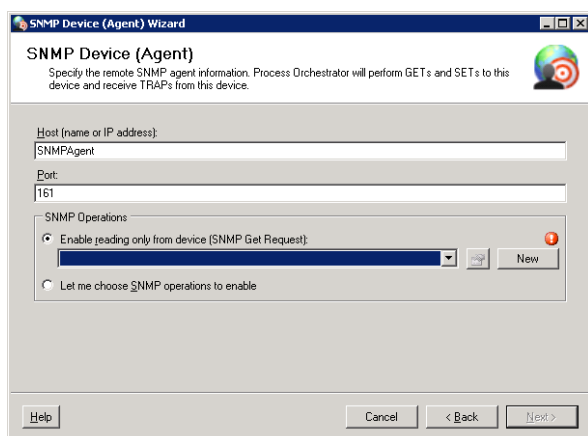 SNMP Device (Agent) Wizard
SNMP Device (Agent)
Specify the remote SNMP agent information. Process Orchestrator will perform GETs and SETs to this
device and receive TRAPs from this device.
Host (name or IP address):
SNMPAgent
Port:
161
SNMP Operations
Enable reading only from device (SNMP Get Request):
New
Let me choose SNMP operations to enable
Help
Cancel
< Back
Next >